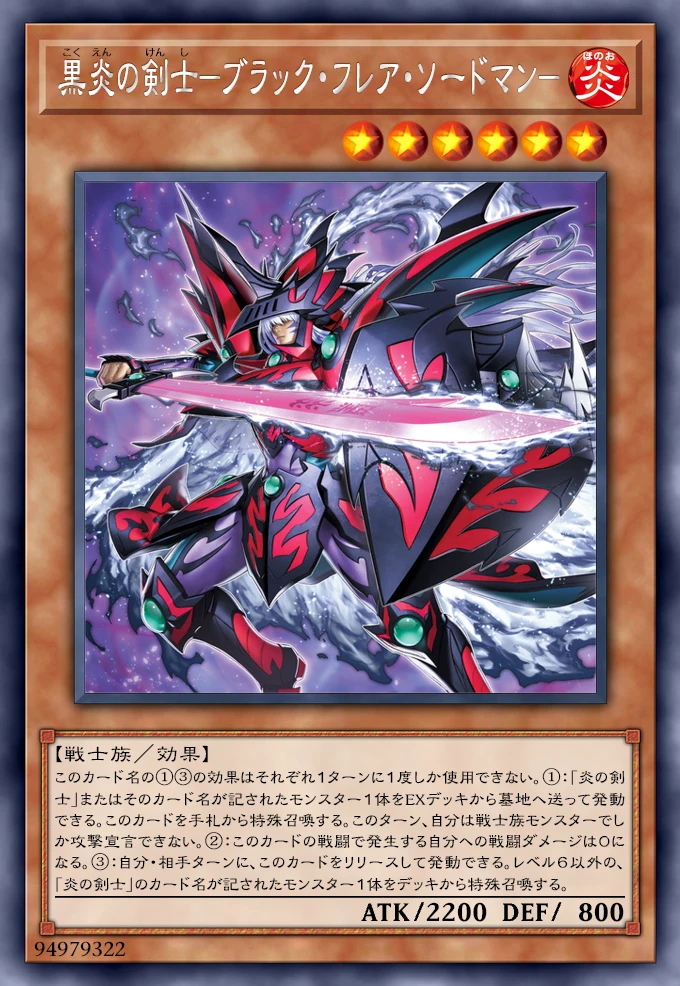 こくえん けんし
黒炎の剣士－ブラック・フレア・ソードマン－
ほのお
炎
【戦士族／効果】
このカード名の①③の効果はそれぞれ１ターンに１度しか使用できない。①：「炎の剣
士」またはそのカード名が記されたモンスター１体をEXデッキから墓地へ送って発動
できる。このカードを手札から特殊召喚する。このターン、自分は戦士族モンスターでし
か攻撃宣言できない。②：このカードの戦闘で発生する自分への戦闘ダメージは０に
なる。③：自分・相手ターンに、このカードをリリースして発動できる。レベル６以外の、
「炎の剣士」のカード名が記されたモンスター１体をデッキから特殊召喚する。
ATK/2200 DEF/ 800
94979322